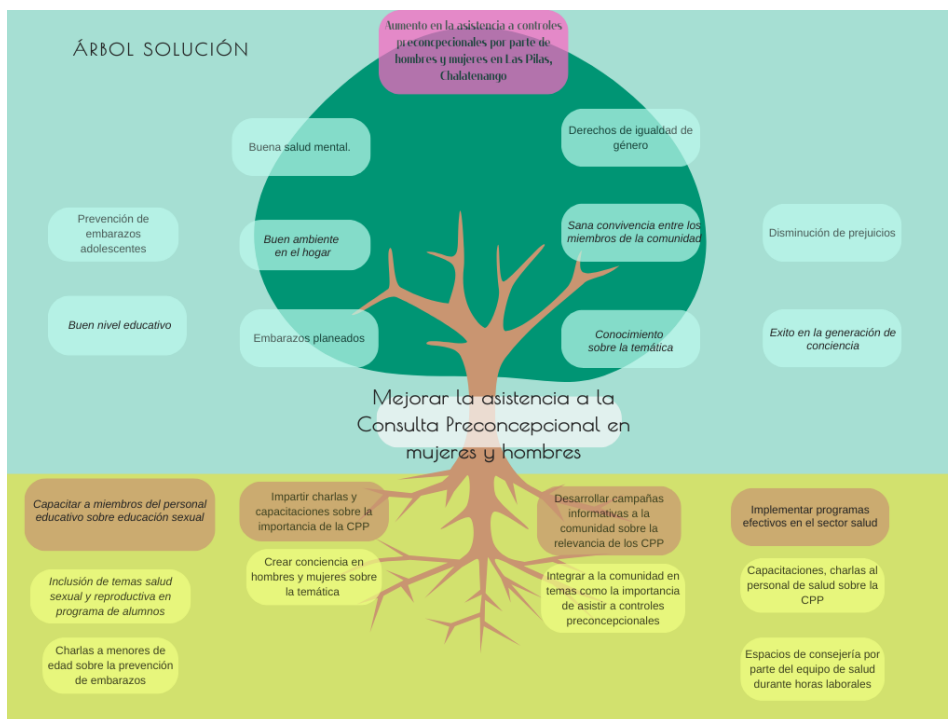 ÁRBOL SOLUCIÓN
Aumento en la asistencia a controles
preconcpecionales por parte de
hombres y mujeres en Las Pilas,
Chalatenango
Buena salud mental.
Derechos de igualdad de
género
Prevención de
embarazos
adolescentes
Buen ambiente
en el hogar
Sana convivencia entre los
miembros de la comunidad
Disminución de prejuicios
Buen nivel educativo
Embarazos planeados
Conocimiento
sobre la temática
Exito en la generación de
conciencia
Mejorar la asistencia a la
Consulta Preconcepcional en
mujeres y hombres
Capacitar a miembros del personal
educativo sobre educación sexual
Impartir charlas y
capacitaciones sobre la
importancia de la CPP
Desarrollar campañas
informativas a la
comunidad sobre la
relevancia de los CPP
Implementar programas
efectivos en el sector salud
Inclusión de temas salud
sexual y reproductiva en
programa de alumnos
Crear conciencia en
hombres y mujeres sobre
la temática
Integrar a la comunidad en
temas como la importancia
de asistir a controles
preconcepcionales
Capacitaciones, charlas al
personal de salud sobre la
CPP
Charlas a menores de
edad sobre la prevención
de embarazos
Espacios de consejería por
parte del equipo de salud
durante horas laborales